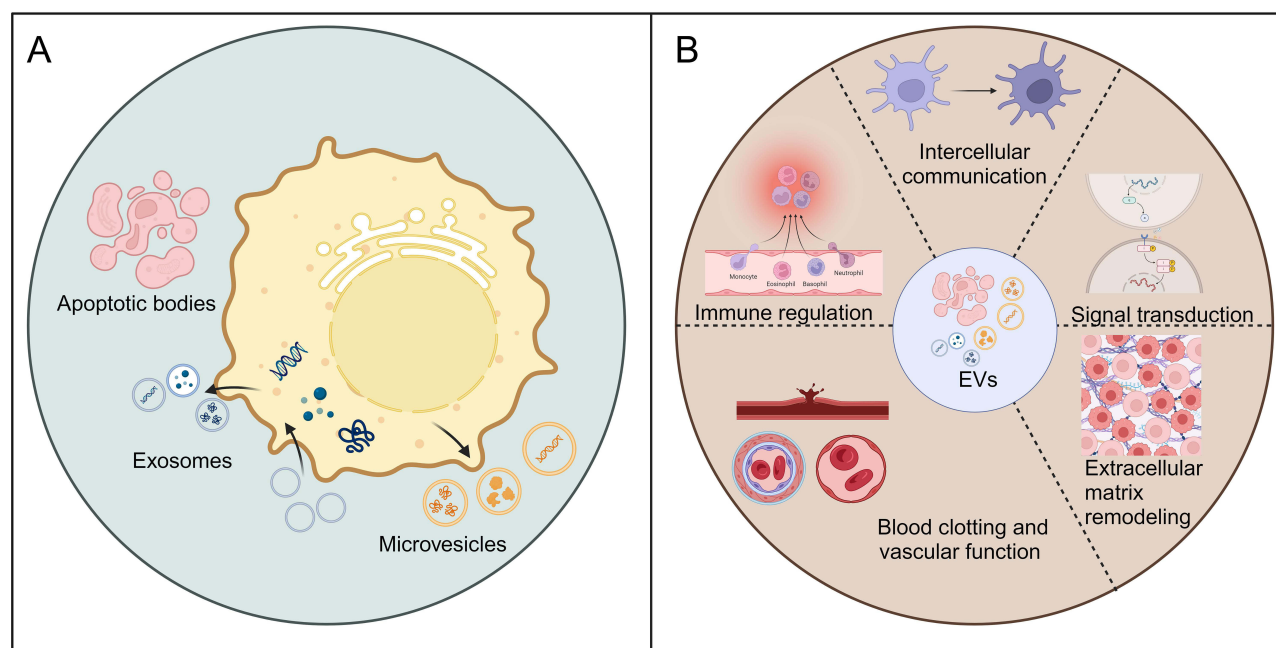 A
Apoptotic bodies
Exosomes
Microvesicles
B
Intercellular
communication
Monocyte
Eosinophil
Basophil
Neutrophil
Immune regulation
Signal transduction
EVs
Extracellular
matrix
remodeling
Blood clotting and
vascular function